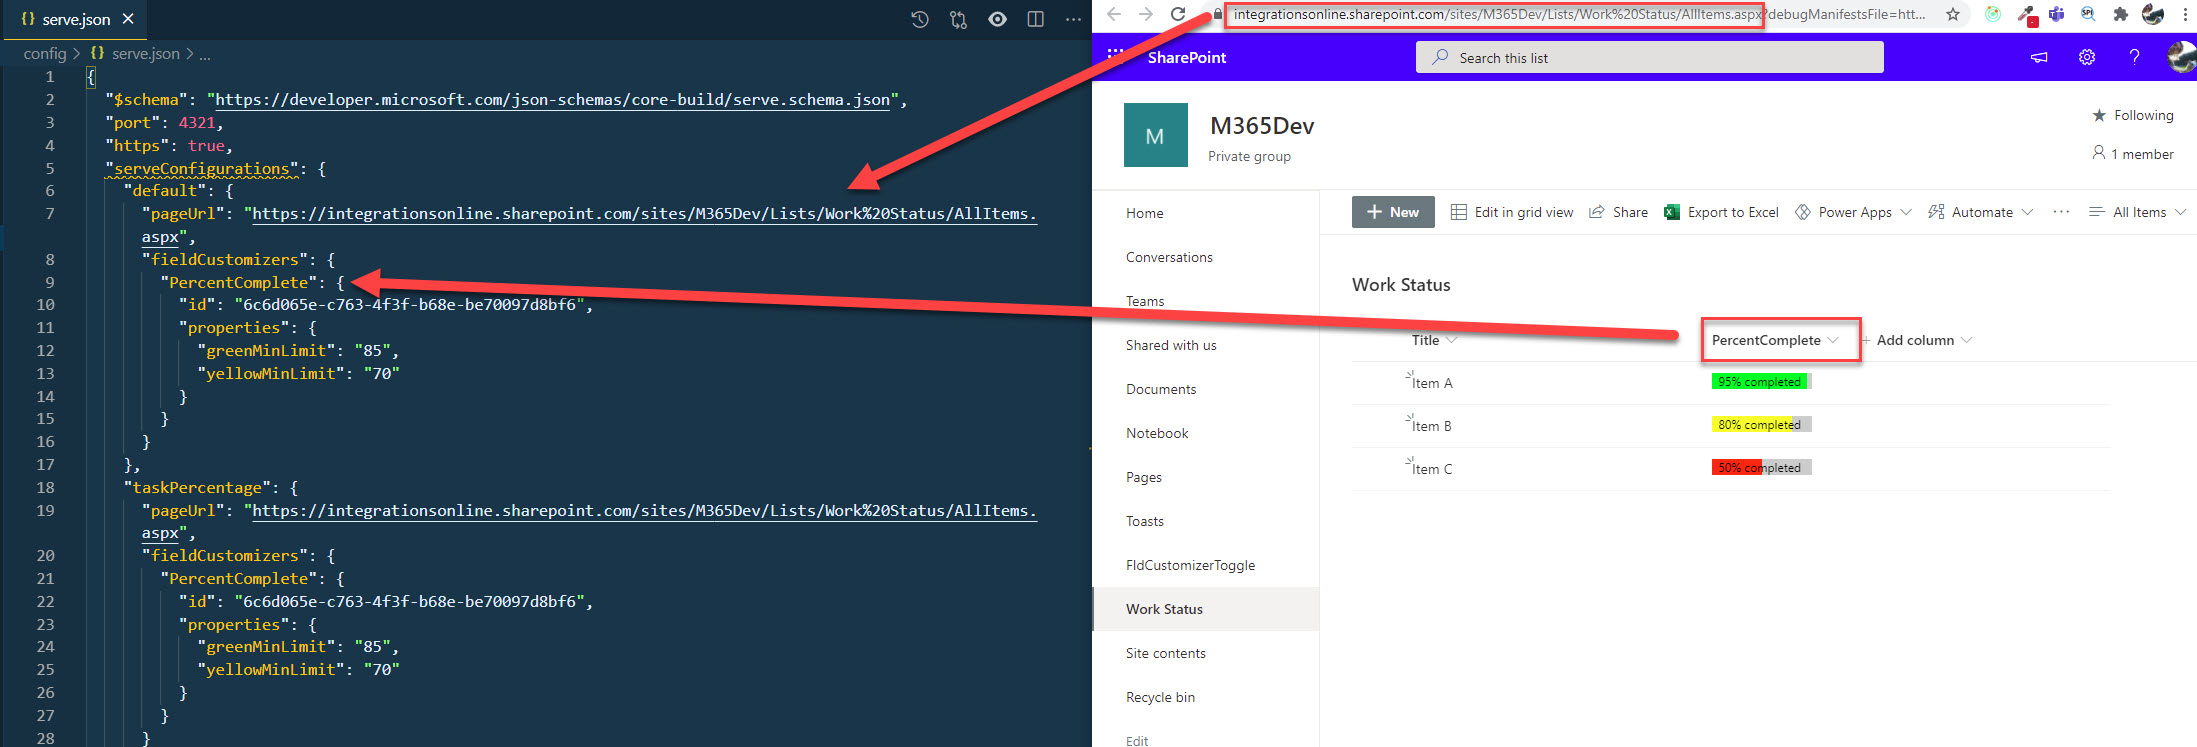 {} serve.json ×
config > {} serve.json > ...
1 {
2 "$schema": "https://developer.microsoft.com/json-schemas/core-build/serve.schema.json",
3 "port": 4321,
4 "https": true,
5 "serveConfigurations": {
6 "default": {
7 "pageUrl": "https://integrationsonline.sharepoint.com/sites/M365Dev/Lists/Work%20Status/AllItems.
aspx",
8 "fieldCustomizers": {
9 "PercentComplete": {
10 "id": "6c6d065e-c763-4f3f-b68e-be70097d8bf6",
11 "properties": {
12 "greenMinLimit": "85",
13 "yellowMinLimit": "70"
14 }
15 }
16 }
17 },
18 "taskPercentage": {
19 "pageUrl": "https://integrationsonline.sharepoint.com/sites/M365Dev/Lists/Work%20Status/AllItems.
aspx",
20 "fieldCustomizers": {
21 "PercentComplete": {
22 "id": "6c6d065e-c763-4f3f-b68e-be70097d8bf6",
23 "properties": {
24 "greenMinLimit": "85",
25 "yellowMinLimit": "70"
26 }
27 }
28 }
integrationsonline.sharepoint.com/sites/M365Dev/Lists/Work%20Status/AllItems.aspx?debugManifestsFile=htt...
SharePoint
Search this list
M
M365Dev
Private group
Following
1 member
Home
Conversations
Teams
Shared with us
Documents
Notebook
Pages
Toasts
FldCustomizerToggle
Work Status
Site contents
Recycle bin
Edit
+ New
Edit in grid view
Share
Export to Excel
Power Apps
Automate
...
All Items
Work Status
Title
PercentComplete
+ Add column
Item A
95% completed
Item B
80% completed
Item C
50% completed